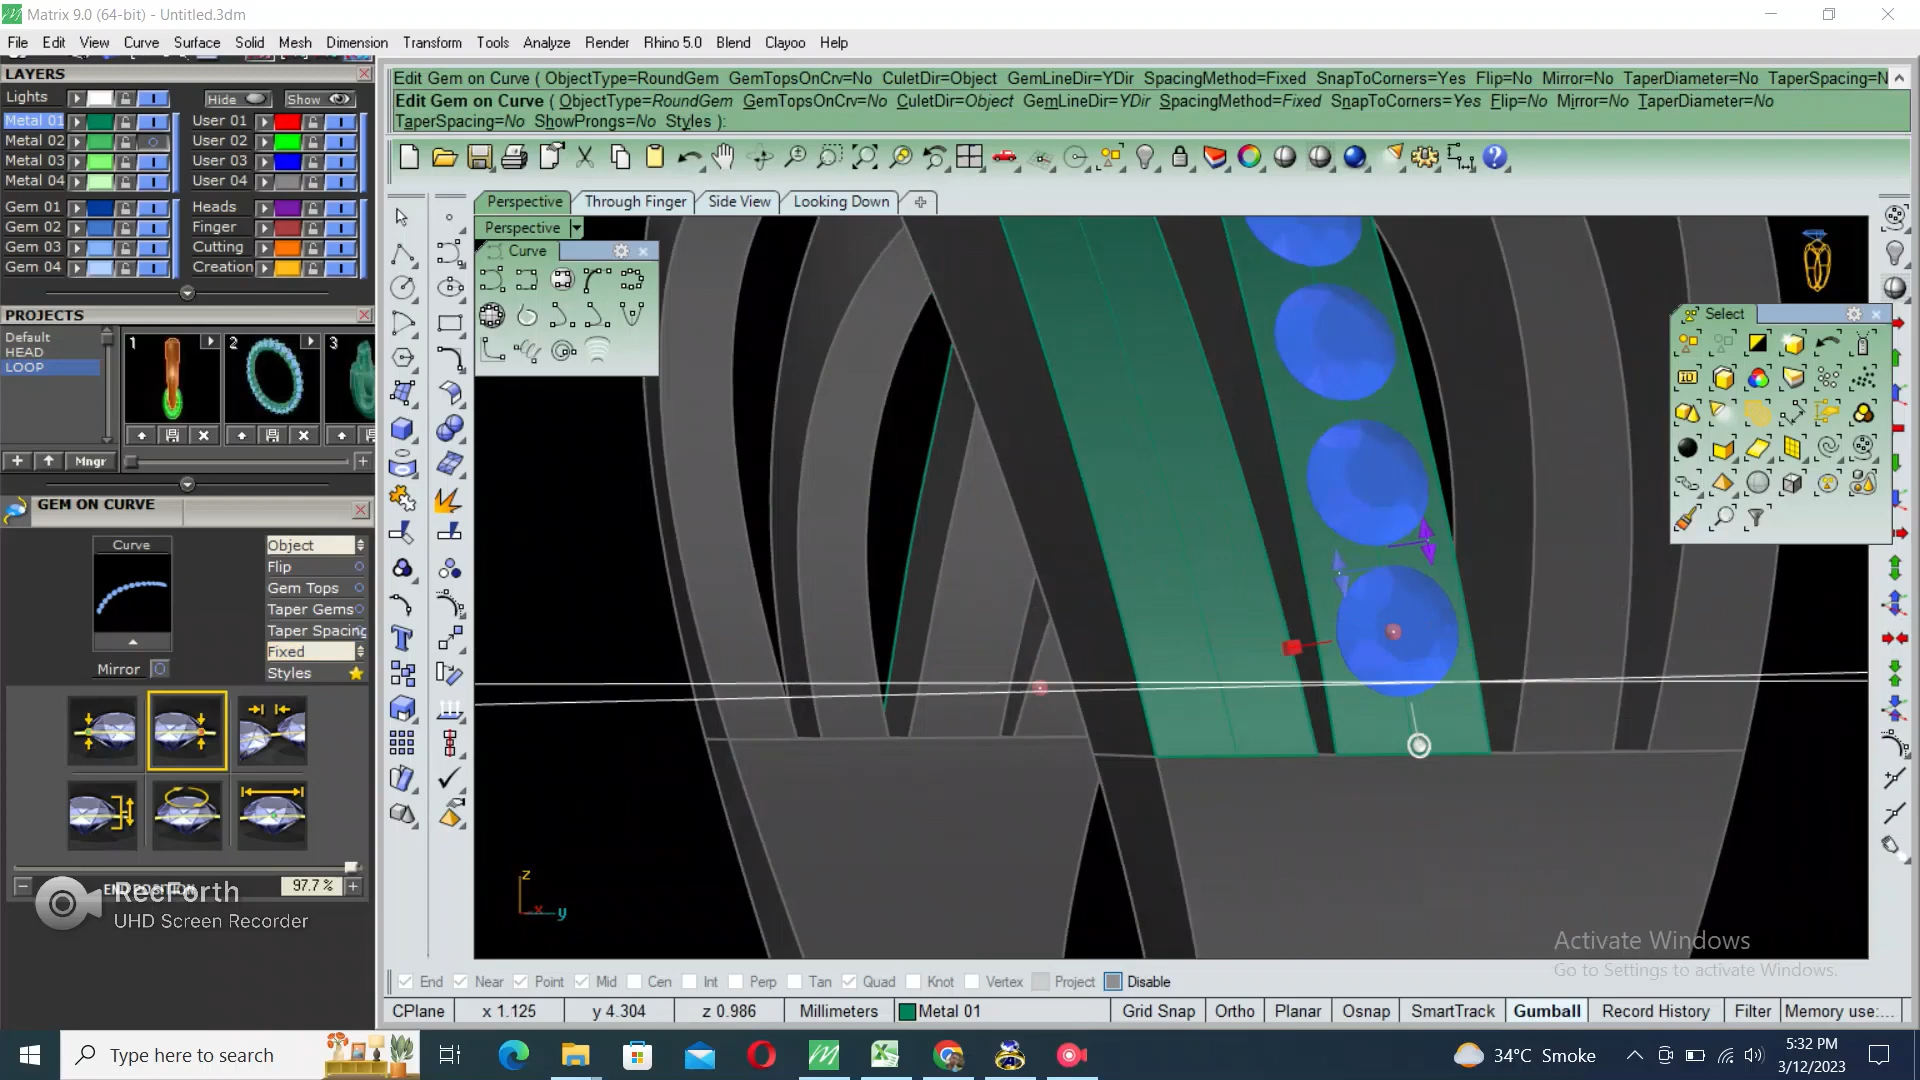 Matrix 9.0 (64-bit) - Untitled.3dm
File Edit View Curve Surface Solid Mesh Dimension Transform Tools Analyze Render Rhino 5.0 Blend Clayoo Help
LAYERS
Lights Hide Show
Metal 01 User 01
Metal 02 User 02
Metal 03 User 03
Metal 04 User 04
Gem 01 Heads
Gem 02 Finger
Gem 03 Cutting
Gem 04 Creation
PROJECTS
Default
HEAD
LOOP
1 2 3
Mngr
GEM ON CURVE
Curve
Object
Flip
Gem Tops
Taper Gems
Taper Spacing
Fixed
Mirror
Styles
END POSITION 97.7 %
RecForth
UHD Screen Recorder
Edit Gem on Curve ( ObjectType=RoundGem GemTopsOnCrv=No CuletDir=Object GemLineDir=YDir SpacingMethod=Fixed SnapToCorners=Yes Flip=No Mirror=No TaperDiameter=No TaperSpacing=N
Edit Gem on Curve ( ObjectType=RoundGem GemTopsOnCrv=No CuletDir=Object GemLineDir=YDir SpacingMethod=Fixed SnapToCorners=Yes Flip=No Mirror=No TaperDiameter=No
TaperSpacing=No ShowProngs=No Styles ):
Perspective Through Finger Side View Looking Down
Perspective
Curve
Select
z
x y
Activate Windows
Go to Settings to activate Windows.
End Near Point Mid Cen Int Perp Tan Quad Knot Vertex Project Disable
CPlane x 1.125 y 4.304 z 0.986 Millimeters Metal 01 Grid Snap Ortho Planar Osnap SmartTrack Gumball Record History Filter Memory use:...
Type here to search
34°C Smoke
5:32 PM
3/12/2023